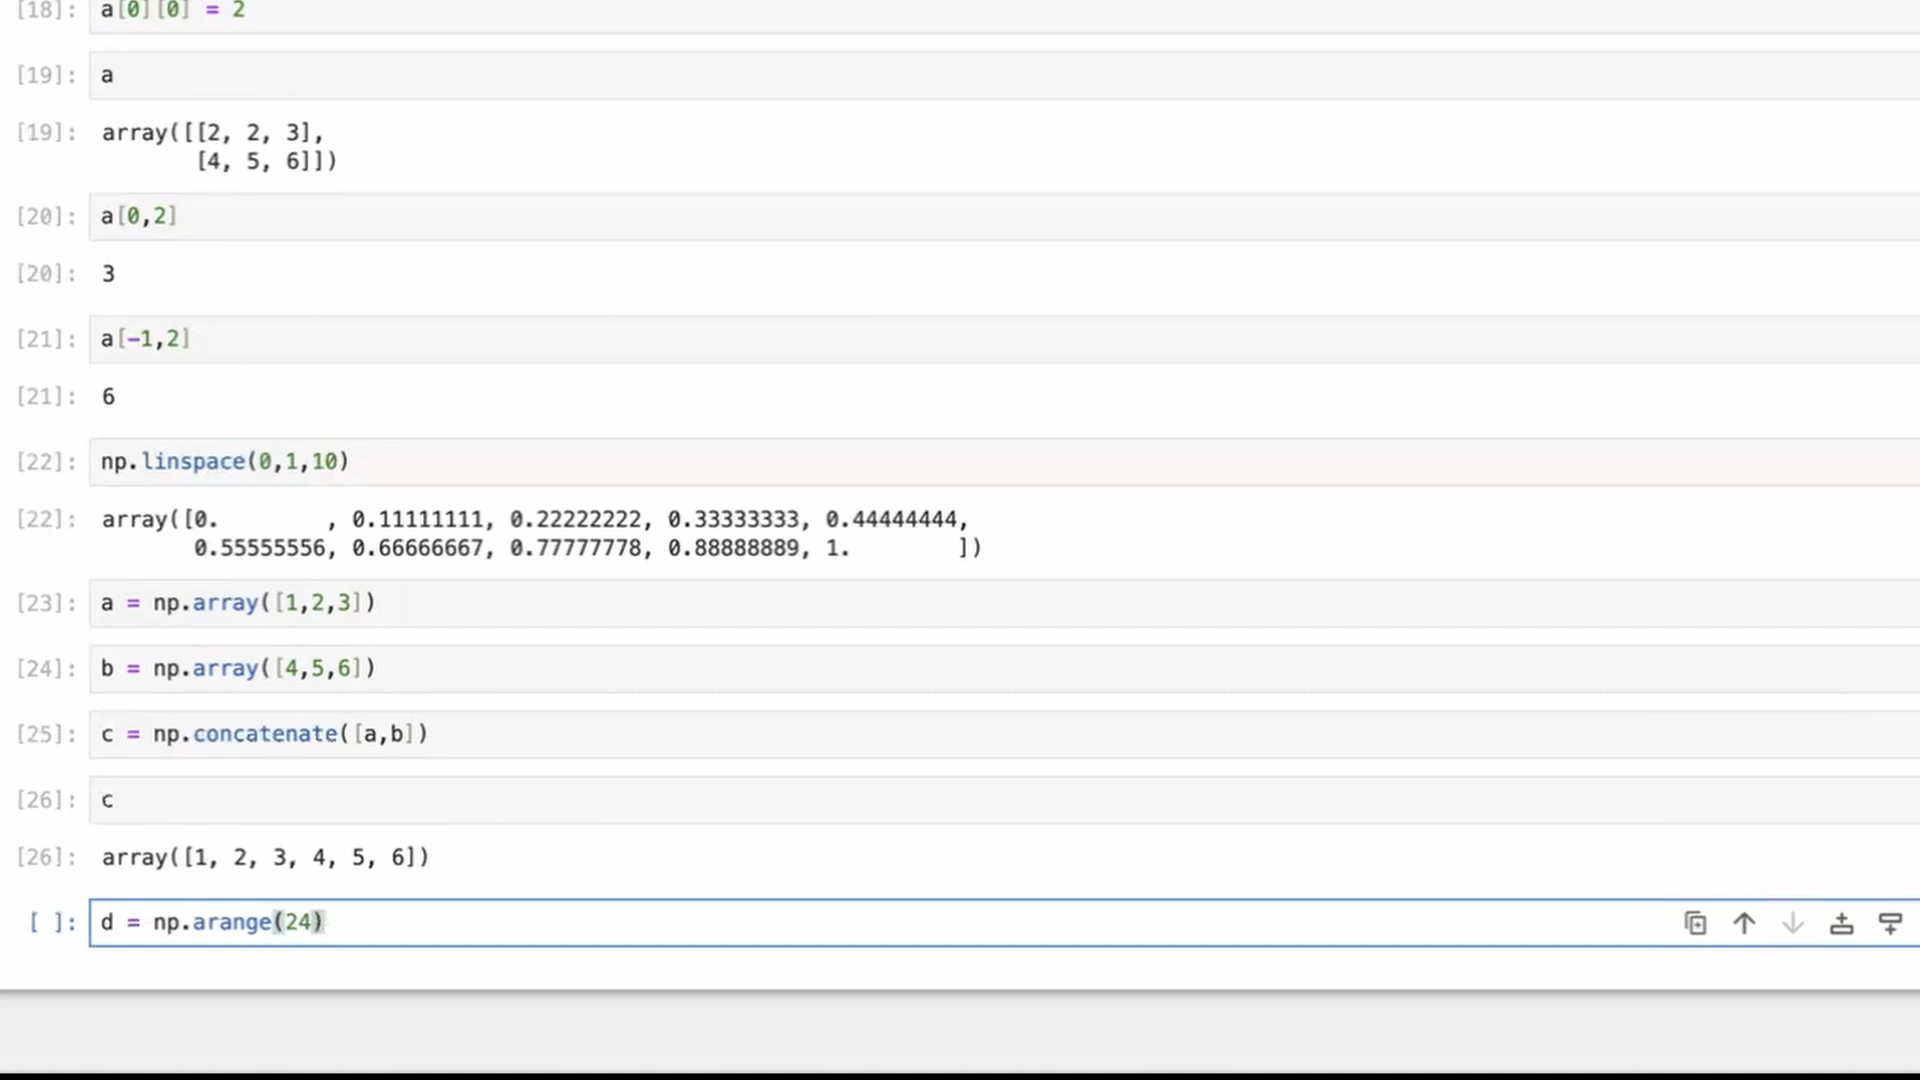 [18]: a[0][0] = 2
[19]: a
[19]: array([[2, 2, 3],
[4, 5, 6]])
[20]: a[0,2]
[20]: 3
[21]: a[-1,2]
[21]: 6
[22]: np.linspace(0,1,10)
[22]: array([0.        , 0.11111111, 0.22222222, 0.33333333, 0.44444444,
0.55555556, 0.66666667, 0.77777778, 0.88888889, 1.        ])
[23]: a = np.array([1,2,3])
[24]: b = np.array([4,5,6])
[25]: c = np.concatenate([a,b])
[26]: c
[26]: array([1, 2, 3, 4, 5, 6])
[ ]: d = np.arange(24)